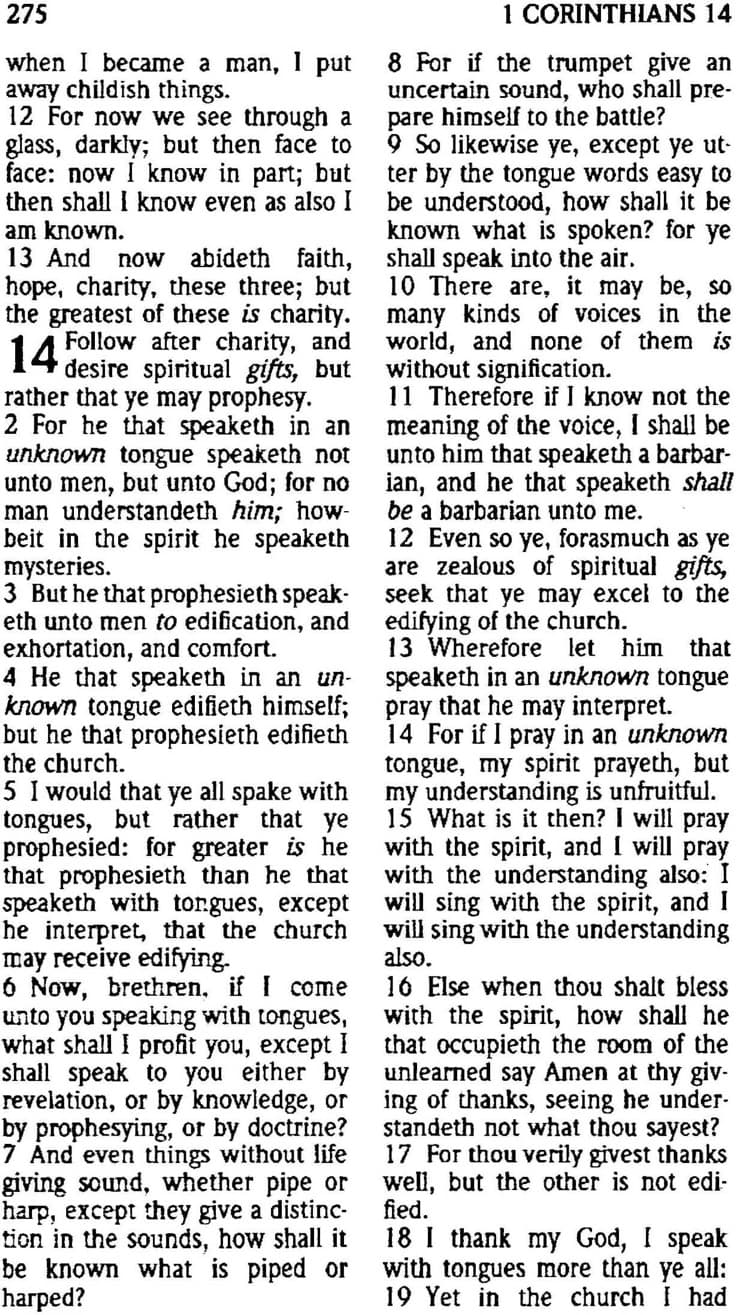 275
1 CORINTHIANS 14
when I became a man, I put
away childish things.
12 For now we see through a
glass, darkly; but then face to
face: now I know in part; but
then shall I know even as also I
am known.
13 And now abideth faith,
hope, charity, these three; but
the greatest of these is charity.
14 Follow after charity, and
desire spiritual gifts, but
rather that ye may prophesy.
2 For he that speaketh in an
unknown tongue speaketh not
unto men, but unto God; for no
man understandeth him; how-
beit in the spirit he speaketh
mysteries.
3 But he that prophesieth speak-
eth unto men to edification, and
exhortation, and comfort.
4 He that speaketh in an un-
known tongue edifieth himself;
but he that prophesieth edifieth
the church.
5 I would that ye all spake with
tongues, but rather that ye
prophesied: for greater is he
that prophesieth than he that
speaketh with tongues, except
he interpret, that the church
may receive edifying.
6 Now, brethren, if I come
unto you speaking with tongues,
what shall I profit you, except I
shall speak to you either by
revelation, or by knowledge, or
by prophesying, or by doctrine?
7 And even things without life
giving sound, whether pipe or
harp, except they give a distinc-
tion in the sounds, how shall it
be known what is piped or
harped?
8 For if the trumpet give an
uncertain sound, who shall pre-
pare himself to the battle?
9 So likewise ye, except ye ut-
ter by the tongue words easy to
be understood, how shall it be
known what is spoken? for ye
shall speak into the air.
10 There are, it may be, so
many kinds of voices in the
world, and none of them is
without signification.
11 Therefore if I know not the
meaning of the voice, I shall be
unto him that speaketh a barbar-
ian, and he that speaketh shall
be a barbarian unto me.
12 Even so ye, forasmuch as ye
are zealous of spiritual gifts,
seek that ye may excel to the
edifying of the church.
13 Wherefore let him that
speaketh in an unknown tongue
pray that he may interpret.
14 For if I pray in an unknown
tongue, my spirit prayeth, but
my understanding is unfruitful.
15 What is it then? I will pray
with the spirit, and I will pray
with the understanding also: I
will sing with the spirit, and I
will sing with the understanding
also.
16 Else when thou shalt bless
with the spirit, how shall he
that occupieth the room of the
unlearned say Amen at thy giv-
ing of thanks, seeing he under-
standeth not what thou sayest?
17 For thou verily givest thanks
well, but the other is not edi-
fied.
18 I thank my God, I speak
with tongues more than ye all:
19 Yet in the church I had